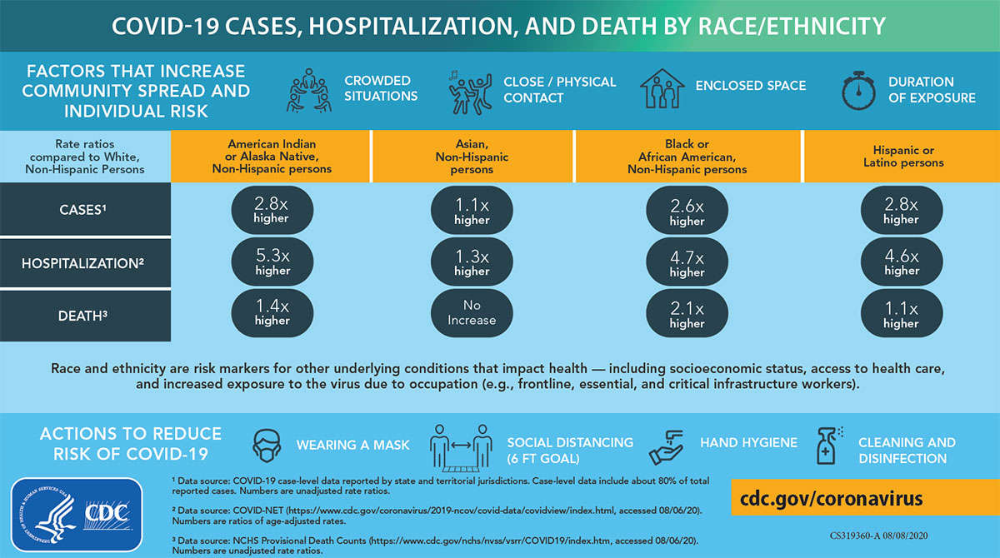 COVID-19 CASES, HOSPITALIZATION, AND DEATH BY RACE/ETHNICITY
FACTORS THAT INCREASE
COMMUNITY SPREAD AND
INDIVIDUAL RISK
CROWDED
SITUATIONS
CLOSE / PHYSICAL
CONTACT
ENCLOSED SPACE
DURATION
OF EXPOSURE
Rate ratios
compared to White,
Non-Hispanic Persons
American Indian
or Alaska Native,
Non-Hispanic persons
Asian,
Non-Hispanic
persons
Black or
African American,
Non-Hispanic persons
Hispanic or
Latino persons
CASES¹
2.8x
higher
1.1x
higher
2.6x
higher
2.8x
higher
HOSPITALIZATION²
5.3x
higher
1.3x
higher
4.7x
higher
4.6x
higher
DEATH³
1.4x
higher
No
Increase
2.1x
higher
1.1x
higher
Race and ethnicity are risk markers for other underlying conditions that impact health — including socioeconomic status, access to health care,
and increased exposure to the virus due to occupation (e.g., frontline, essential, and critical infrastructure workers).
ACTIONS TO REDUCE
RISK OF COVID-19
WEARING A MASK
SOCIAL DISTANCING
(6 FT GOAL)
HAND HYGIENE
CLEANING AND
DISINFECTION
DEPARTMENT OF HEALTH & HUMAN SERVICES USA
CDC
¹ Data source: COVID-19 case-level data reported by state and territorial jurisdictions. Case-level data include about 80% of total
reported cases. Numbers are unadjusted rate ratios.
² Data source: COVID-NET (https://www.cdc.gov/coronavirus/2019-ncov/covid-data/covidview/index.html, accessed 08/06/20).
Numbers are ratios of age-adjusted rates.
³ Data source: NCHS Provisional Death Counts (https://www.cdc.gov/nchs/nvss/vsrr/COVID19/index.htm, accessed 08/06/20).
Numbers are unadjusted rate ratios.
cdc.gov/coronavirus
CS319360-A 08/08/2020